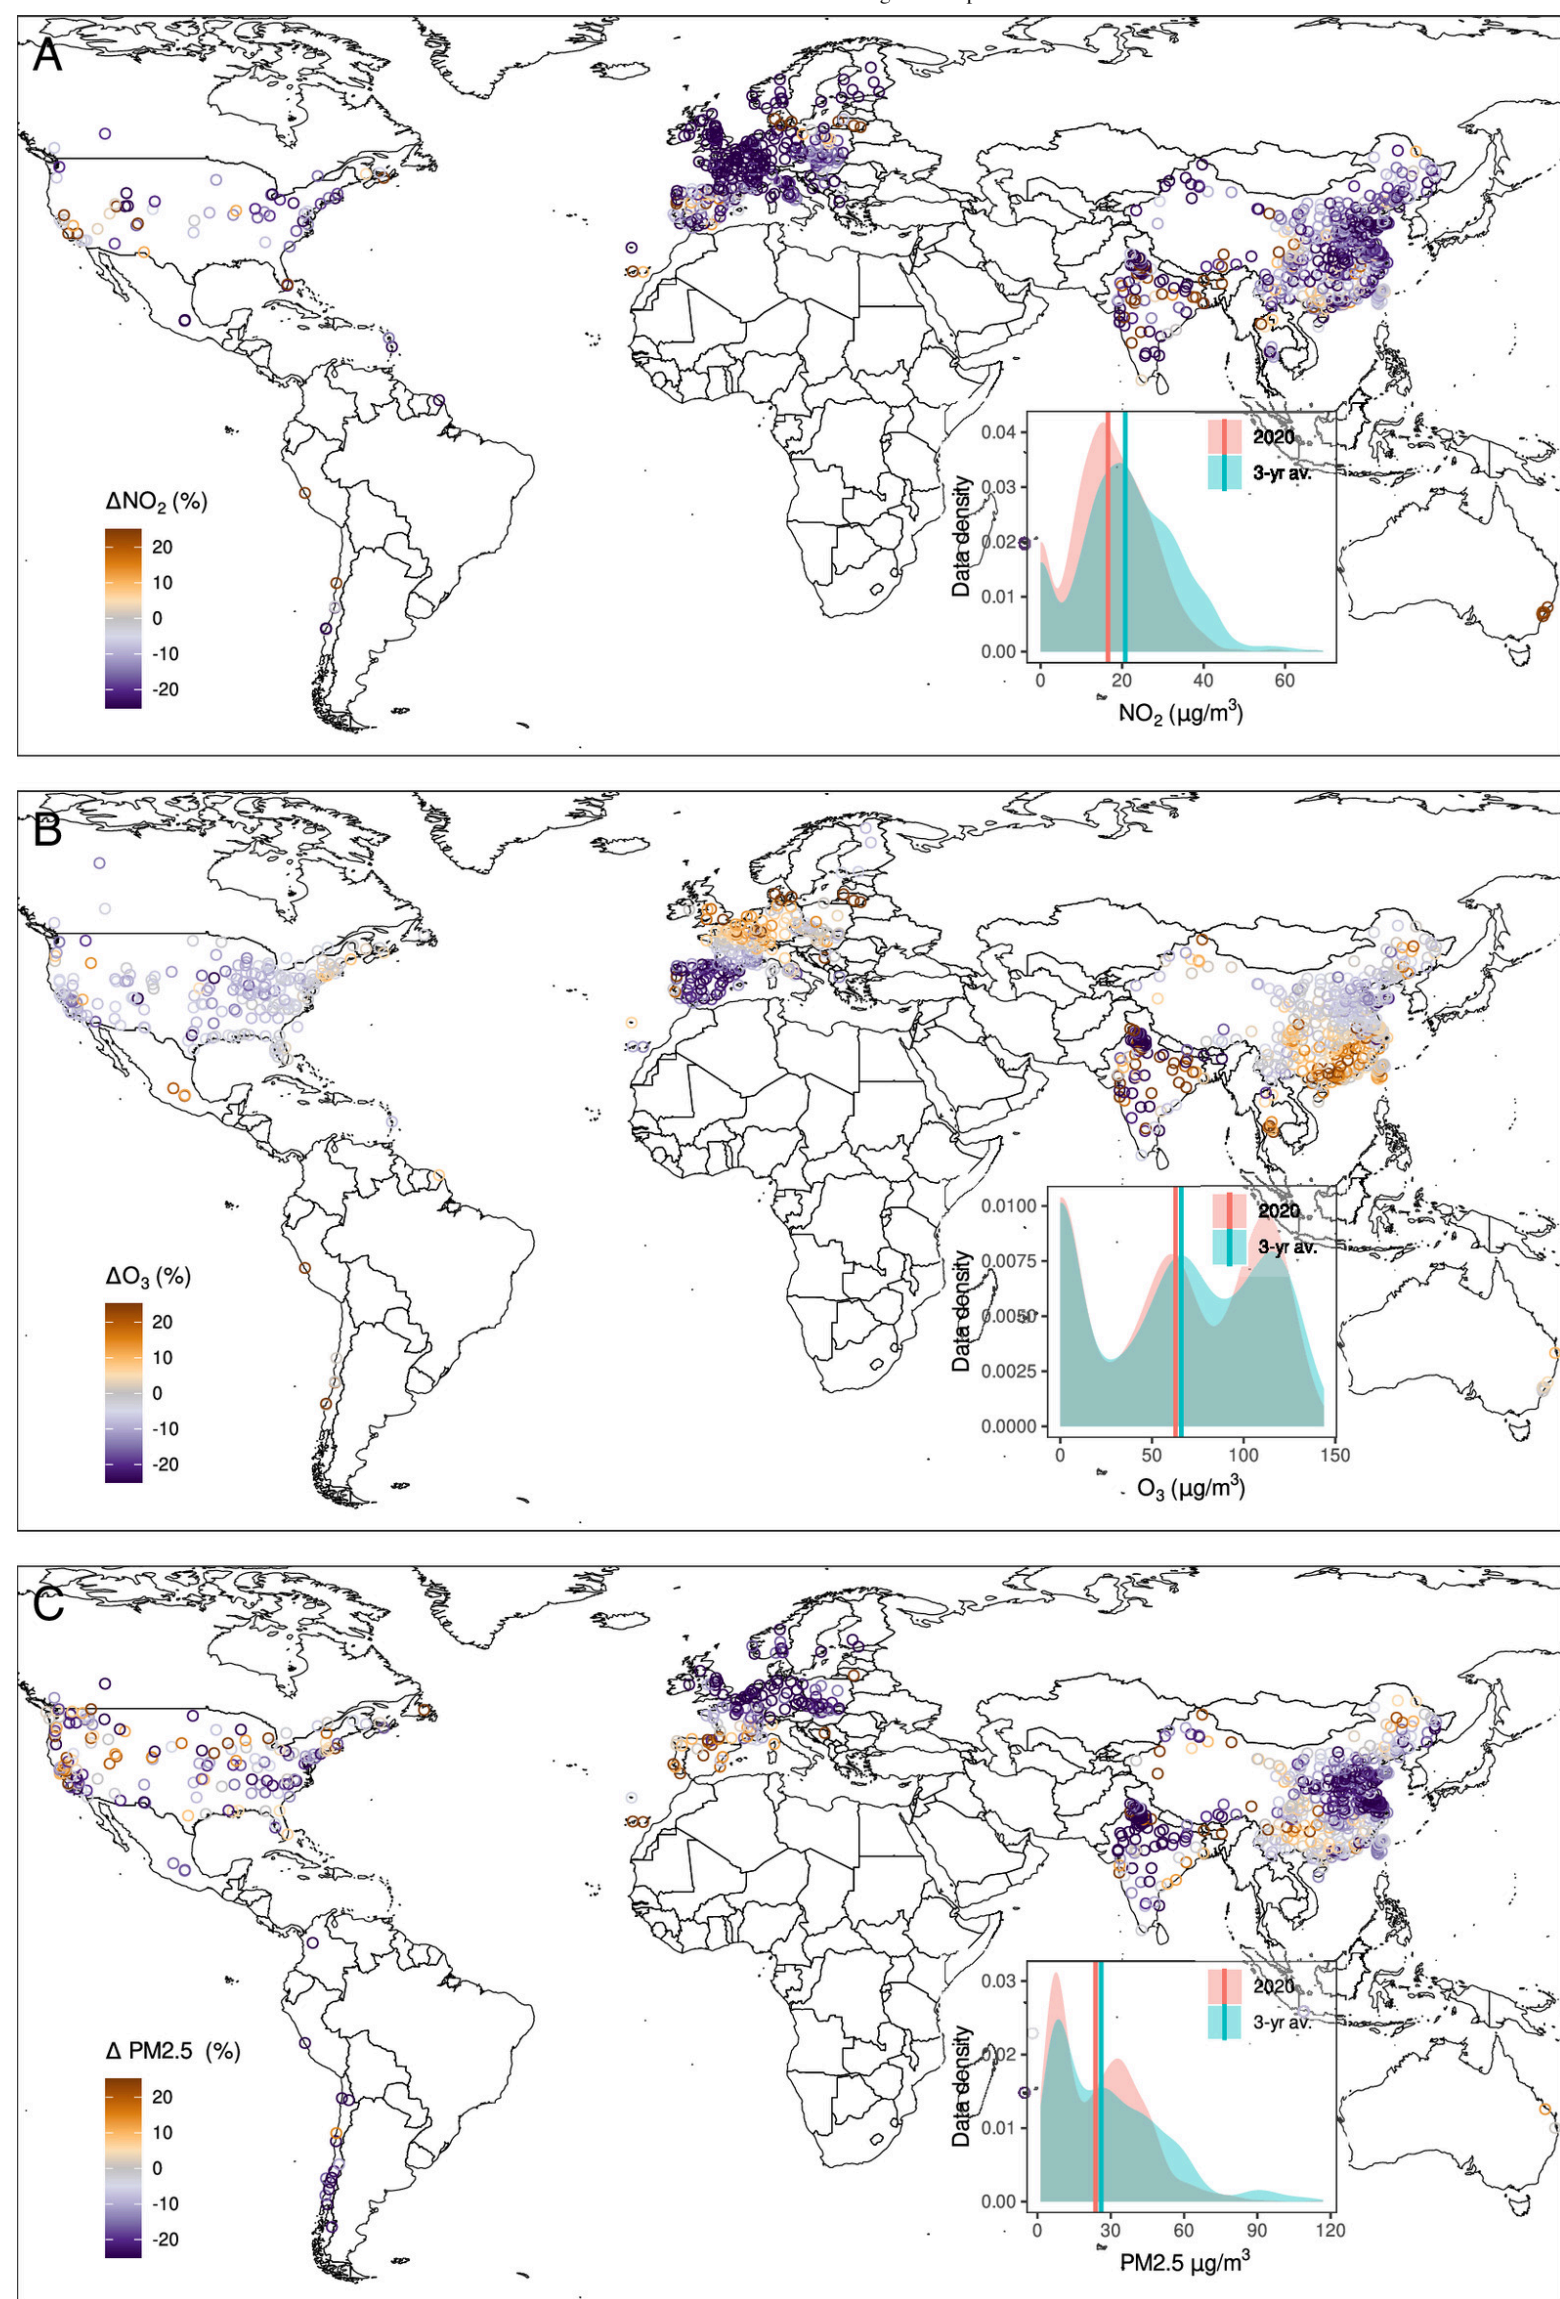 A
ΔNO2 (%)
20
10
0
-10
-20
Data density
0.04
0.03
0.02
0.01
0.00
2020
3-yr av.
0 20 40 60
NO2 (µg/m3)
B
ΔO3 (%)
20
10
0
-10
-20
Data density
0.0100
0.0075
0.0050
0.0025
0.0000
2020
3-yr av.
0 50 100 150
O3 (µg/m3)
C
Δ PM2.5 (%)
20
10
0
-10
-20
Data density
0.03
0.02
0.01
0.00
2020
3-yr av.
0 30 60 90 120
PM2.5 µg/m3